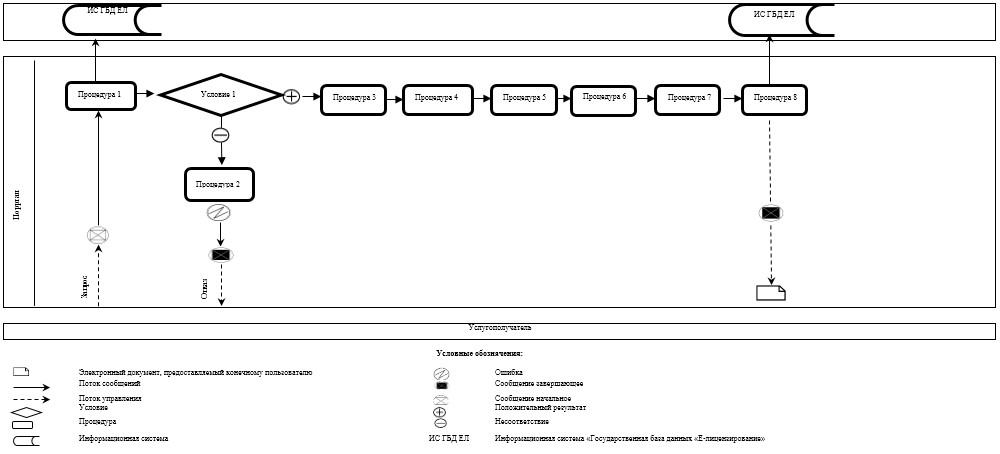 ИС ГБД ЕЛ
ИС ГБД ЕЛ
Процедура 1
Условие 1
Процедура 3
Процедура 4
Процедура 5
Процедура 6
Процедура 7
Процедура 8
Процедура 2
Запрос
Отказ
Услугополучатель
Условные обозначения:
Электронный документ, предоставляемый конечному пользователю
Поток сообщений
Поток управления
Условие
Процедура
Информационная система
Ошибка
Сообщение завершающее
Сообщение начальное
Положительный результат
Несоответствие
ИС ГБД ЕЛ
Информационная система «Государственная база данных «Е-лицензирование»